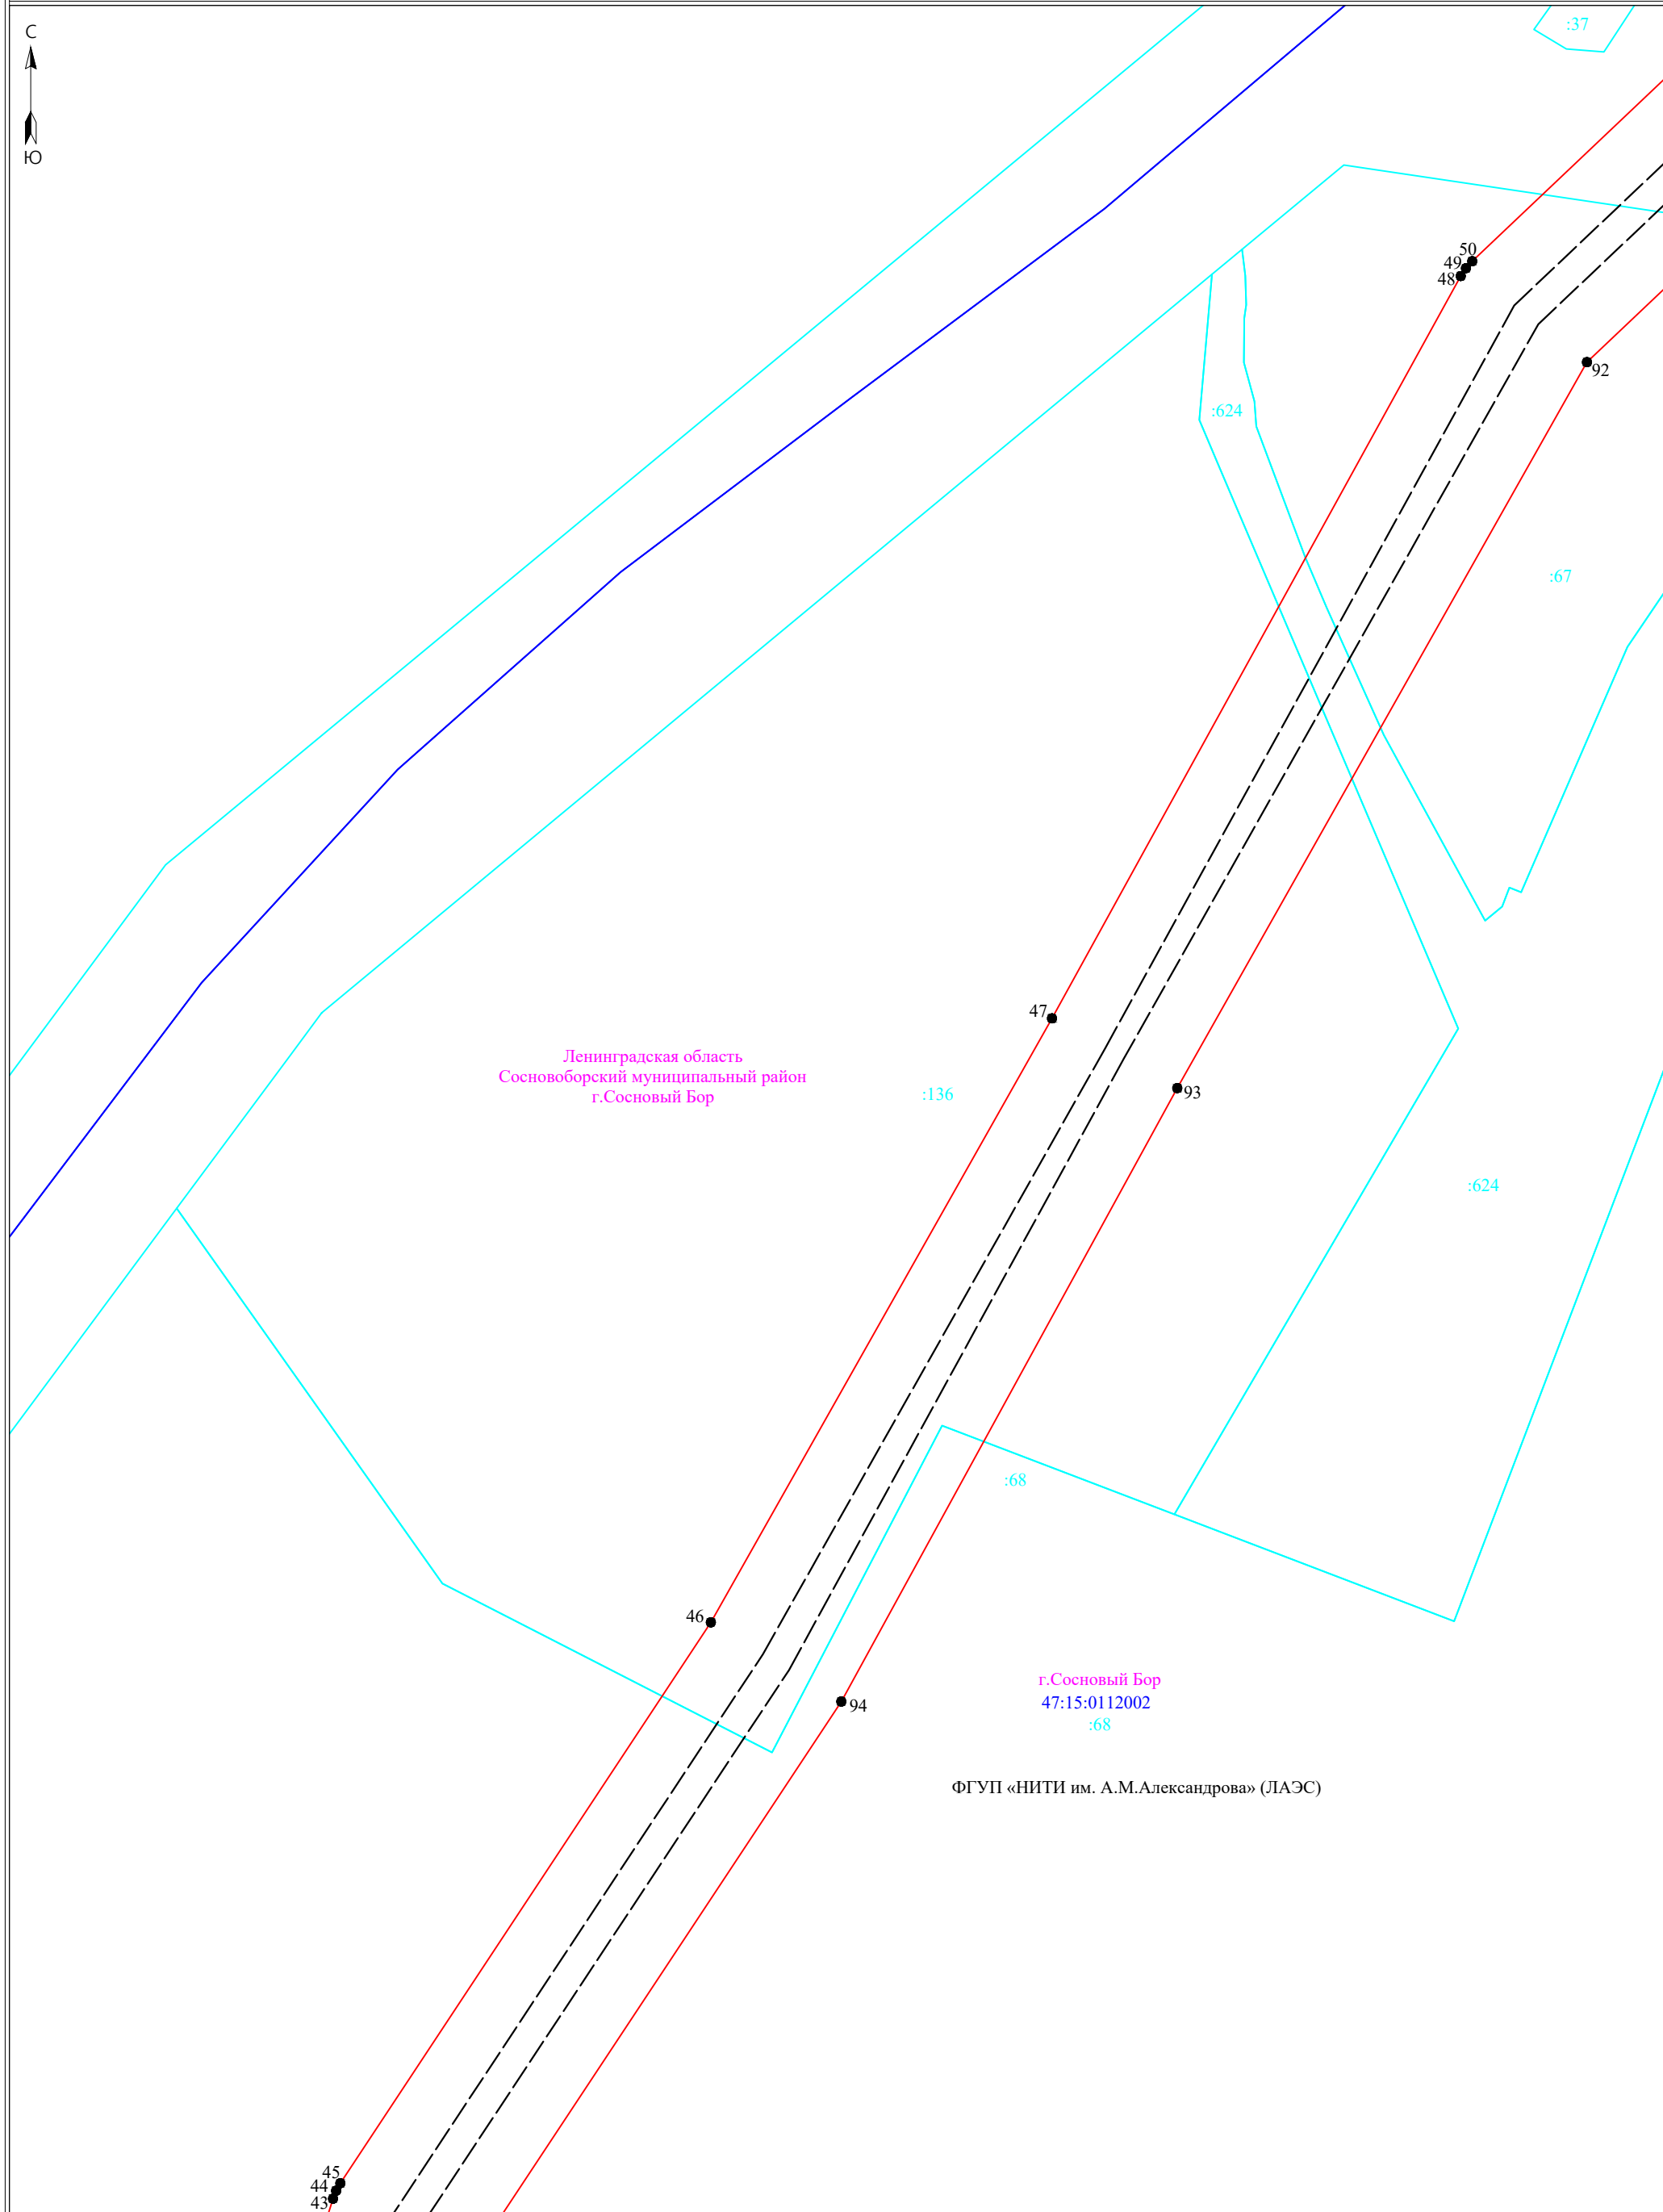 С
Ю
:37
50
49
48
92
:624
:67
47
Ленинградская область
Сосновоборский муниципальный район
г.Сосновый Бор
:136
93
:624
:68
46
94
г.Сосновый Бор
47:15:0112002
:68
ФГУП «НИТИ им. А.М.Александрова» (ЛАЭС)
45
44
43